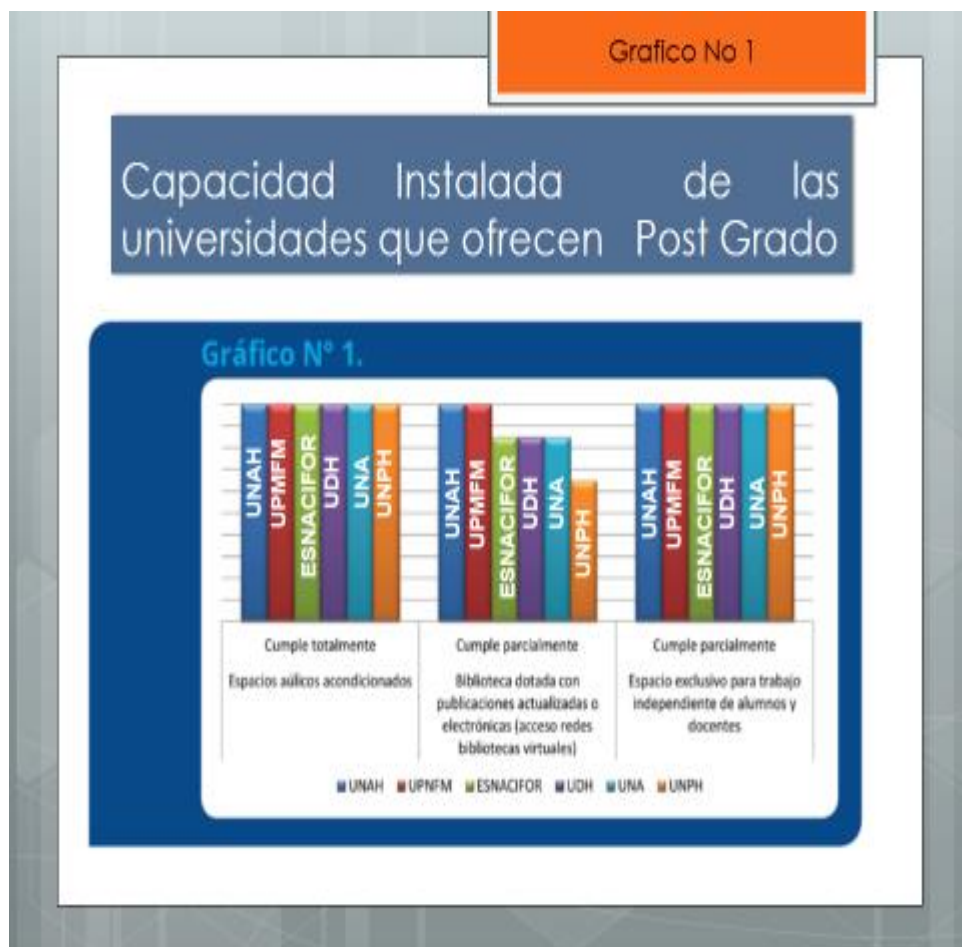 Grafico No 1
Capacidad Instalada de las
universidades que ofrecen Post Grado
Gráfico N° 1.
UNAH
UPMFM
ESNACIFOR
UDH
UNA
UNPH
UNAH
UPMFM
ESNACIFOR
UDH
UNA
UNPH
UNAH
UPMFM
ESNACIFOR
UDH
UNA
UNPH
Cumple totalmente
Espacios aúlicos acondicionados
Cumple parcialmente
Biblioteca dotada con
publicaciones actualizadas o
electrónicas (acceso redes
bibliotecas virtuales)
Cumple parcialmente
Espacio exclusivo para trabajo
independiente de alumnos y
docentes
UNAH UPNFM ESNACIFOR UDH UNA UNPH